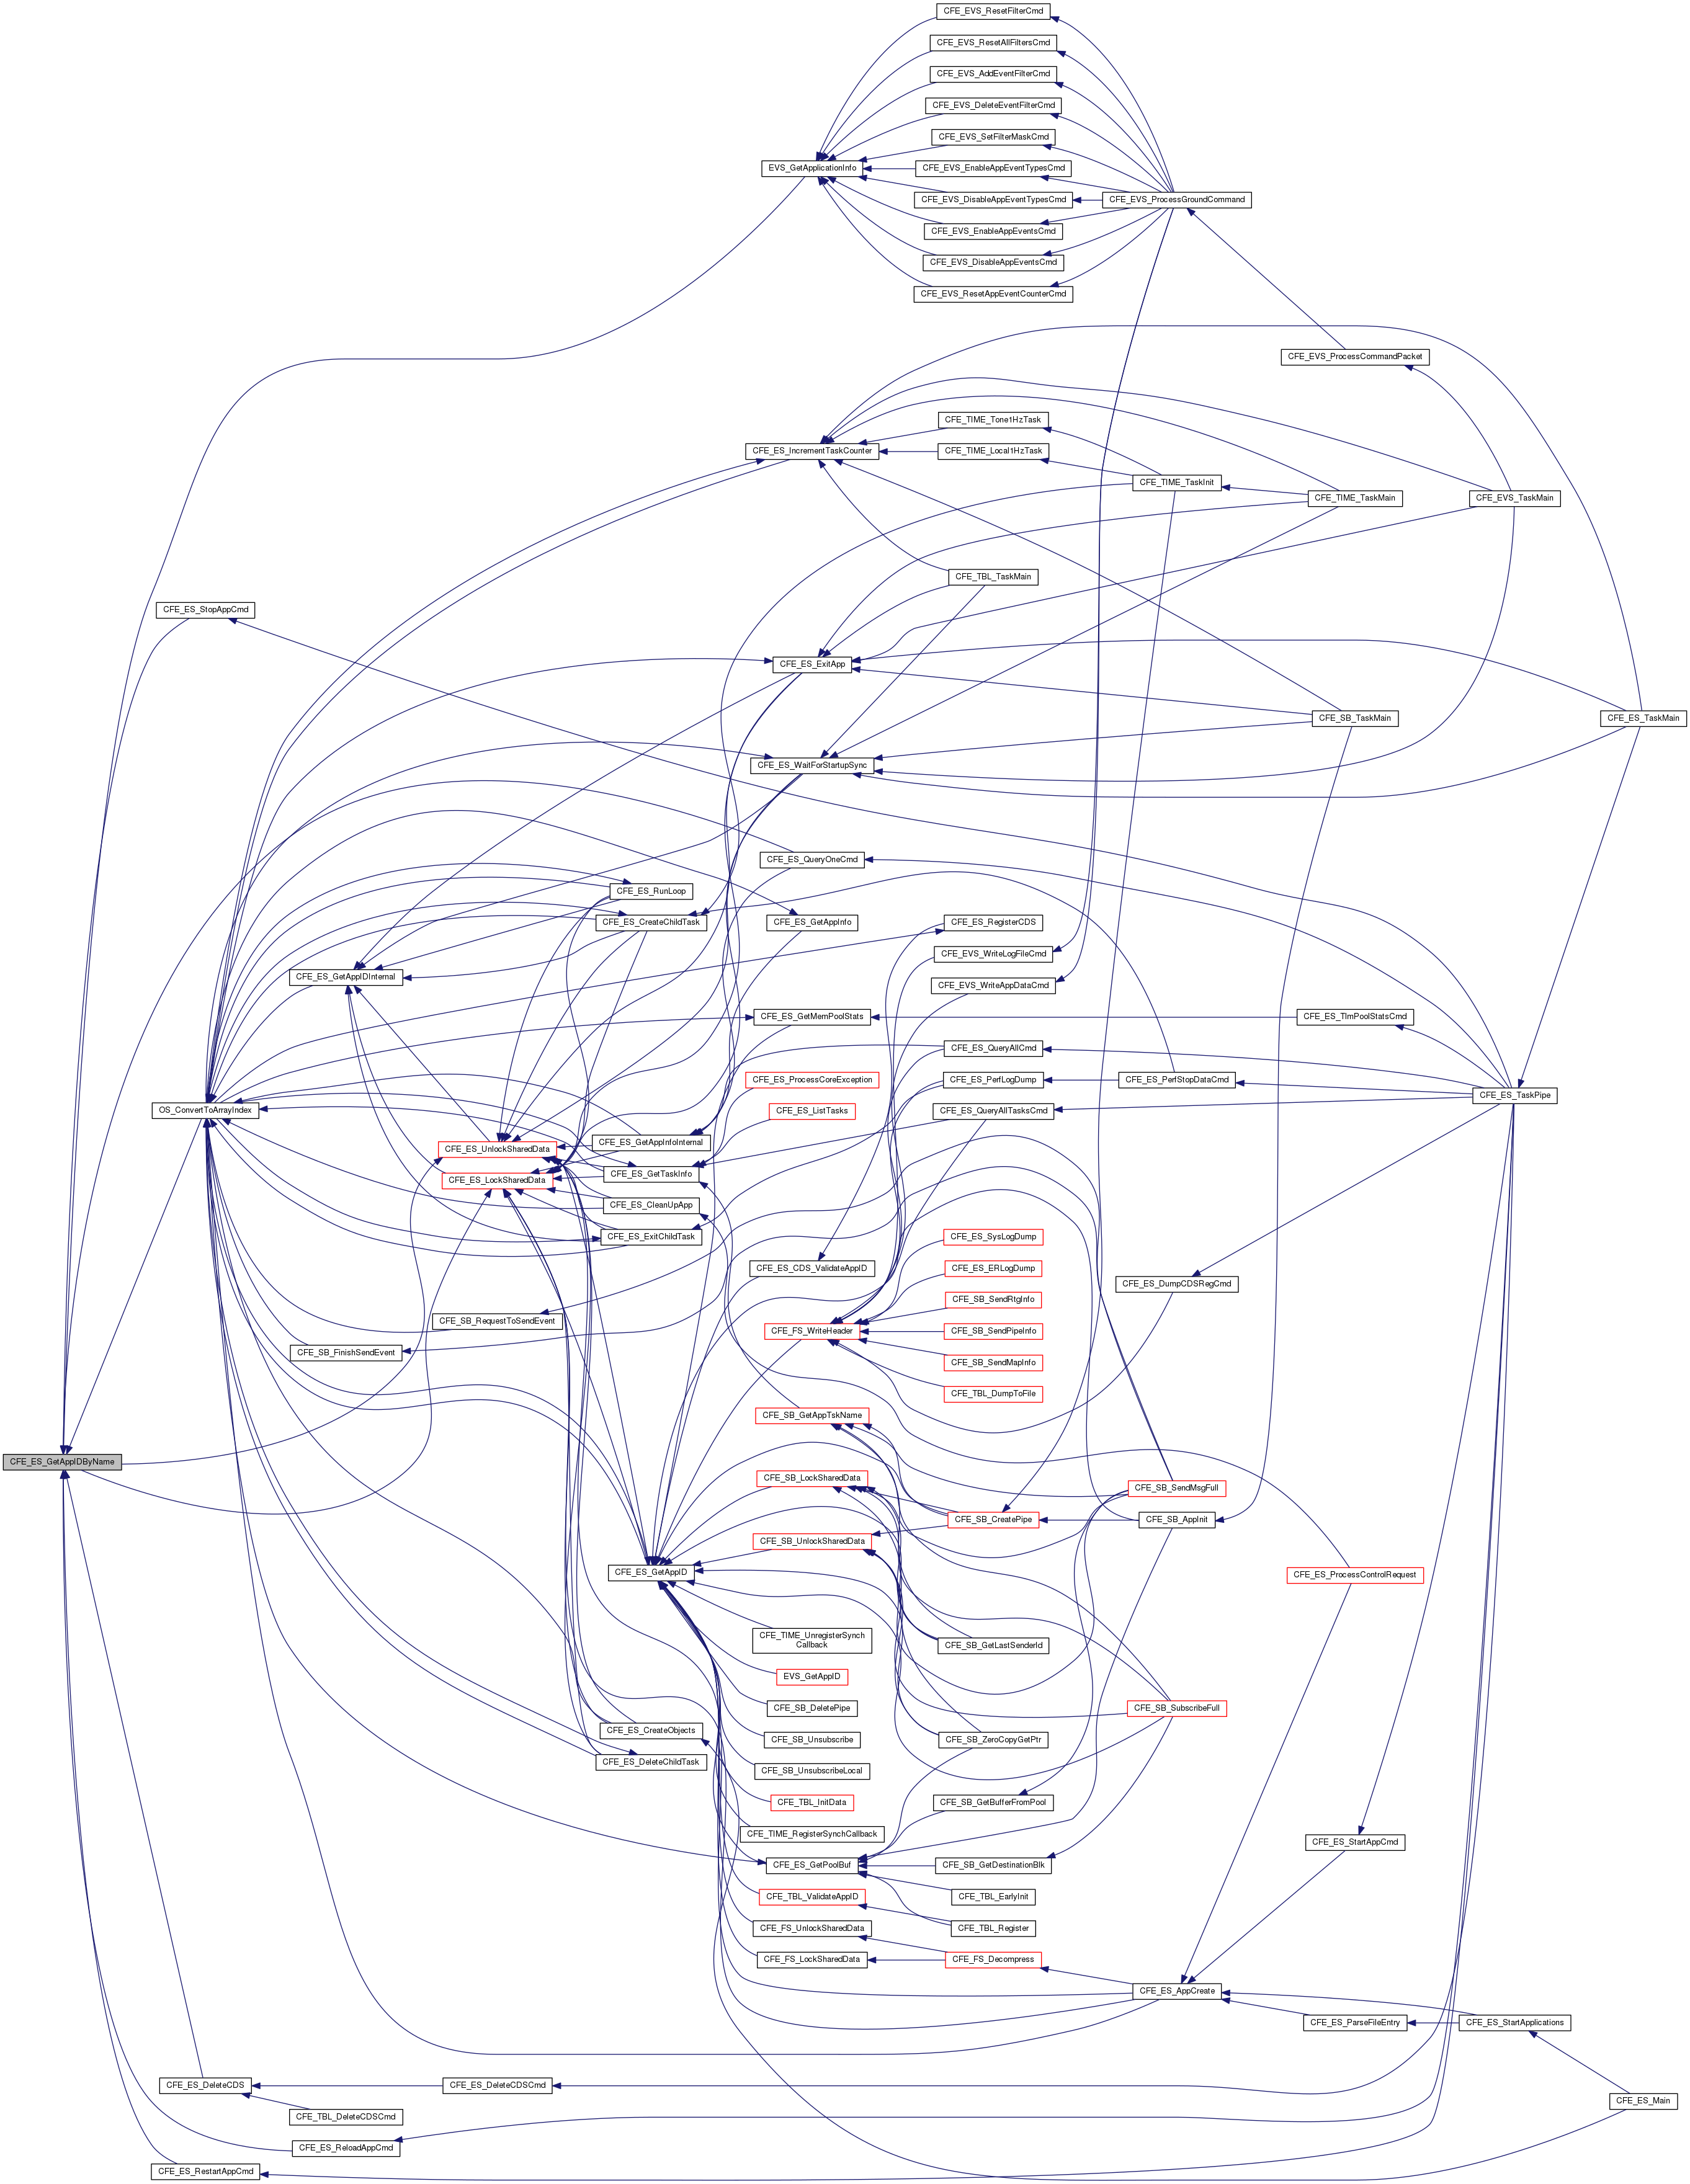 CFE_EVS_ResetFilterCmd
CFE_EVS_ResetAllFiltersCmd
CFE_EVS_AddEventFilterCmd
CFE_EVS_DeleteEventFilterCmd
CFE_EVS_SetFilterMaskCmd
EVS_GetApplicationInfo
CFE_EVS_EnableAppEventTypesCmd
CFE_EVS_DisableAppEventTypesCmd
CFE_EVS_ProcessGroundCommand
CFE_EVS_EnableAppEventsCmd
CFE_EVS_DisableAppEventsCmd
CFE_EVS_ResetAppEventCounterCmd
CFE_EVS_ProcessCommandPacket
CFE_TIME_Tone1HzTask
CFE_ES_IncrementTaskCounter
CFE_TIME_Local1HzTask
CFE_TIME_TaskInit
CFE_TIME_TaskMain
CFE_EVS_TaskMain
CFE_TBL_TaskMain
CFE_ES_StopAppCmd
CFE_ES_ExitApp
CFE_SB_TaskMain
CFE_ES_TaskMain
CFE_ES_WaitForStartupSync
CFE_ES_QueryOneCmd
CFE_ES_RunLoop
CFE_ES_CreateChildTask
CFE_ES_GetAppInfo
CFE_ES_RegisterCDS
CFE_EVS_WriteLogFileCmd
CFE_ES_GetAppIDInternal
CFE_EVS_WriteAppDataCmd
CFE_ES_GetMemPoolStats
CFE_ES_TlmPoolStatsCmd
CFE_ES_QueryAllCmd
CFE_ES_ProcessCoreException
CFE_ES_PerfLogDump
CFE_ES_PerfStopDataCmd
CFE_ES_TaskPipe
OS_ConvertToArrayIndex
CFE_ES_ListTasks
CFE_ES_QueryAllTasksCmd
CFE_ES_GetAppInfoInternal
CFE_ES_UnlockSharedData
CFE_ES_GetTaskInfo
CFE_ES_LockSharedData
CFE_ES_CleanUpApp
CFE_ES_ExitChildTask
CFE_ES_SysLogDump
CFE_ES_CDS_ValidateAppID
CFE_ES_ERLogDump
CFE_ES_DumpCDSRegCmd
CFE_SB_SendRtgInfo
CFE_SB_RequestToSendEvent
CFE_FS_WriteHeader
CFE_SB_SendPipeInfo
CFE_SB_FinishSendEvent
CFE_SB_SendMapInfo
CFE_TBL_DumpToFile
CFE_SB_GetAppTskName
CFE_ES_GetAppIDByName
CFE_SB_LockSharedData
CFE_SB_SendMsgFull
CFE_SB_CreatePipe
CFE_SB_AppInit
CFE_SB_UnlockSharedData
CFE_ES_GetAppID
CFE_ES_ProcessControlRequest
CFE_TIME_UnregisterSynch
Callback
CFE_SB_GetLastSenderId
EVS_GetAppID
CFE_SB_DeletePipe
CFE_SB_SubscribeFull
CFE_ES_CreateObjects
CFE_SB_Unsubscribe
CFE_SB_ZeroCopyGetPtr
CFE_ES_DeleteChildTask
CFE_SB_UnsubscribeLocal
CFE_TBL_InitData
CFE_SB_GetBufferFromPool
CFE_TIME_RegisterSynchCallback
CFE_ES_StartAppCmd
CFE_ES_GetPoolBuf
CFE_SB_GetDestinationBlk
CFE_TBL_ValidateAppID
CFE_TBL_EarlyInit
CFE_FS_UnlockSharedData
CFE_TBL_Register
CFE_FS_LockSharedData
CFE_FS_Decompress
CFE_ES_AppCreate
CFE_ES_ParseFileEntry
CFE_ES_StartApplications
CFE_ES_DeleteCDS
CFE_ES_DeleteCDSCmd
CFE_ES_Main
CFE_TBL_DeleteCDSCmd
CFE_ES_ReloadAppCmd
CFE_ES_RestartAppCmd